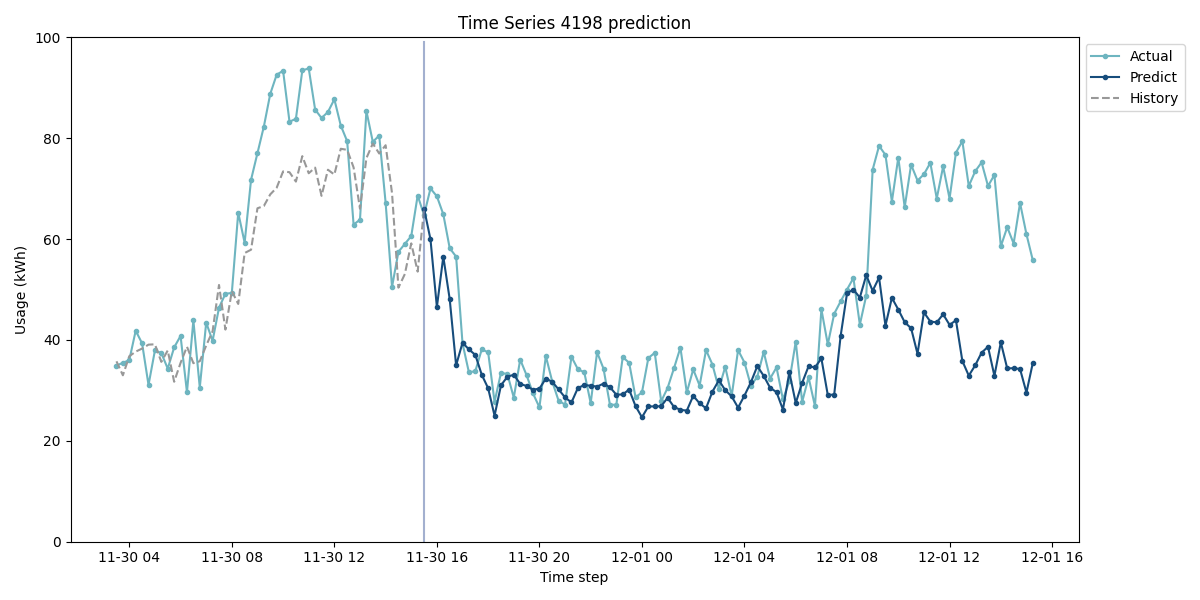 Time Series 4198 prediction
Usage (kWh)
100
80
60
40
20
0
11-30 04
11-30 08
11-30 12
11-30 16
11-30 20
12-01 00
12-01 04
12-01 08
12-01 12
12-01 16
Time step
Actual
Predict
History